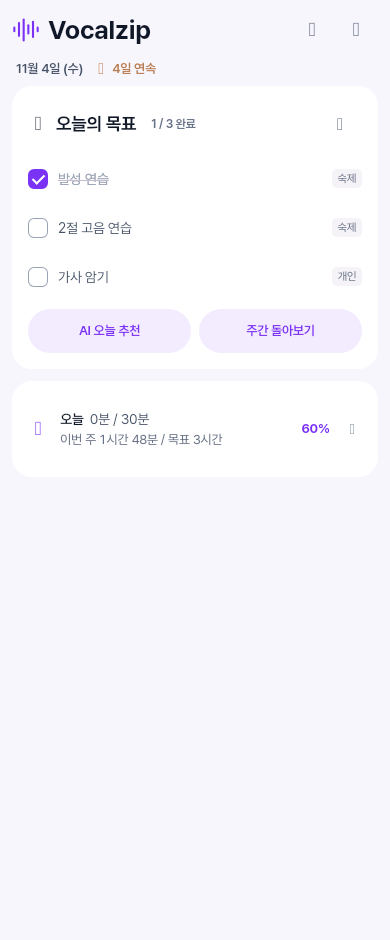 Vocalzip
11월 4일 (수) 4일 연속
오늘의 목표 1 / 3 완료
발성 연습 숙제
2절 고음 연습 숙제
가사 암기 개인
AI 오늘 추천 주간 돌아보기
오늘 0분 / 30분
이번 주 1시간 48분 / 목표 3시간 60%